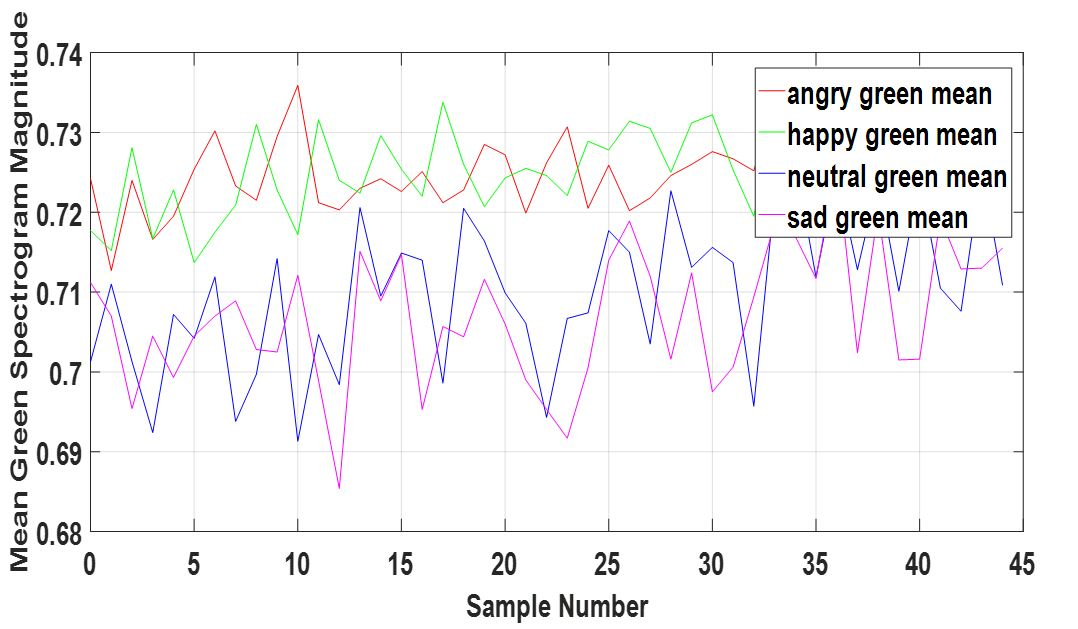 Mean Green Spectrogram Magnitude
0.74
0.73
0.72
0.71
0.7
0.69
0.68
angry green mean
happy green mean
neutral green mean
sad green mean
0 5 10 15 20 25 30 35 40 45
Sample Number